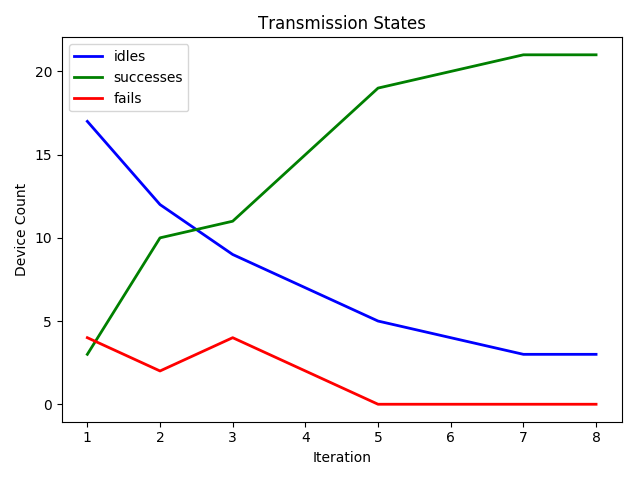 Transmission States
idles
successes
fails
20
15
10
5
0
Device Count
1 2 3 4 5 6 7 8
Iteration